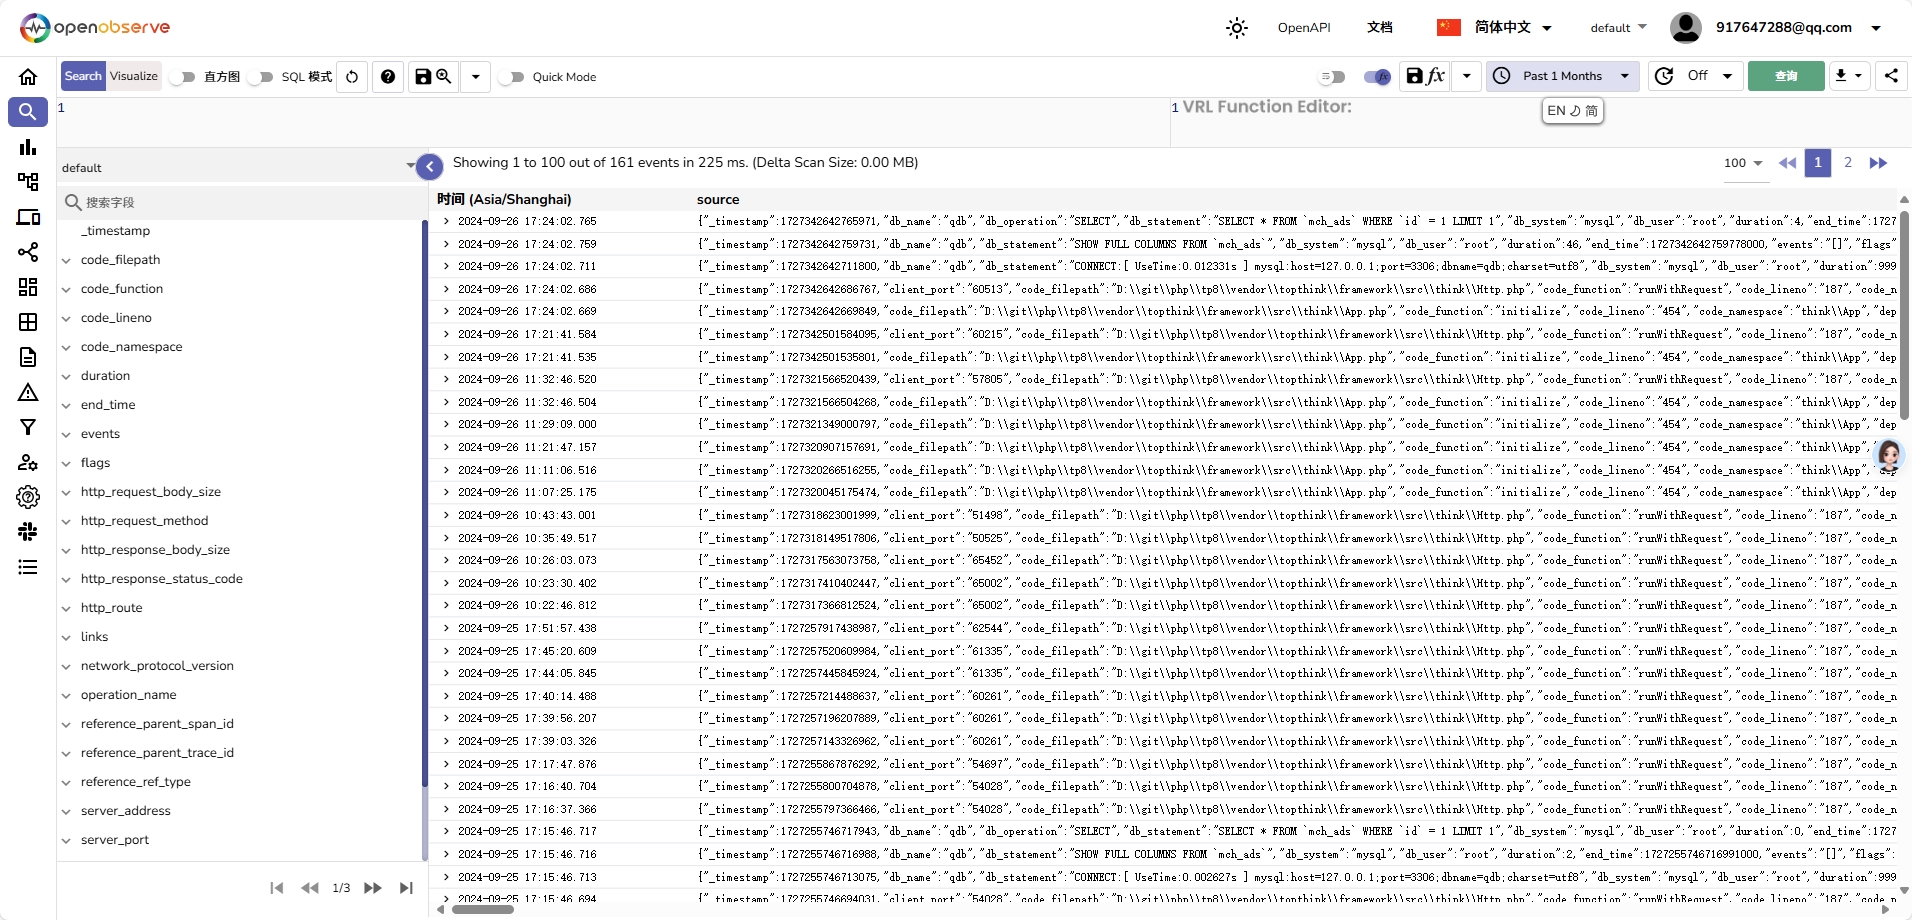 openobserve
OpenAPI
文档
简体中文
default
917647288@qq.com
Search
Visualize
直方图
SQL 模式
Quick Mode
fx
fx
Past 1 Months
Off
查询
1
1
VRL Function Editor:
EN
简
default
Showing 1 to 100 out of 161 events in 225 ms. (Delta Scan Size: 0.00 MB)
100
1
2
搜索字段
_timestamp
code_filepath
code_function
code_lineno
code_namespace
duration
end_time
events
flags
http_request_body_size
http_request_method
http_response_body_size
http_response_status_code
http_route
links
network_protocol_version
operation_name
reference_parent_span_id
reference_parent_trace_id
reference_ref_type
server_address
server_port
1/3
时间 (Asia/Shanghai) source
2024-09-26 17:24:02.765 {"_timestamp":1727342642765971,"db_name":"qdb","db_operation":"SELECT","db_statement":"SELECT * FROM `mch_ads` WHERE `id` = 1 LIMIT 1","db_system":"mysql","db_user":"root","duration":4,"end_time":1727
2024-09-26 17:24:02.759 {"_timestamp":1727342642759731,"db_name":"qdb","db_statement":"SHOW FULL COLUMNS FROM `mch_ads`","db_system":"mysql","db_user":"root","duration":46,"end_time":1727342642759778000,"events":"[]","flags"
2024-09-26 17:24:02.711 {"_timestamp":1727342642711800,"db_name":"qdb","db_statement":"CONNECT:[ UseTime:0.012331s ] mysql:host=127.0.0.1;port=3306;dbname=qdb;charset=utf8","db_system":"mysql","db_user":"root","duration":999
2024-09-26 17:24:02.686 {"_timestamp":1727342642686767,"client_port":"60513","code_filepath":"D:\\git\\php\\tp8\\vendor\\topthink\\framework\\src\\think\\Http.php","code_function":"runWithRequest","code_lineno":"187","code_n
2024-09-26 17:24:02.669 {"_timestamp":1727342642669849,"code_filepath":"D:\\git\\php\\tp8\\vendor\\topthink\\framework\\src\\think\\App.php","code_function":"initialize","code_lineno":"454","code_namespace":"think\\App","dep
2024-09-26 17:21:41.584 {"_timestamp":1727342501584095,"client_port":"60215","code_filepath":"D:\\git\\php\\tp8\\vendor\\topthink\\framework\\src\\think\\Http.php","code_function":"runWithRequest","code_lineno":"187","code_n
2024-09-26 17:21:41.535 {"_timestamp":1727342501535801,"code_filepath":"D:\\git\\php\\tp8\\vendor\\topthink\\framework\\src\\think\\App.php","code_function":"initialize","code_lineno":"454","code_namespace":"think\\App","dep
2024-09-26 11:32:46.520 {"_timestamp":1727321566520439,"client_port":"57805","code_filepath":"D:\\git\\php\\tp8\\vendor\\topthink\\framework\\src\\think\\Http.php","code_function":"runWithRequest","code_lineno":"187","code_n
2024-09-26 11:32:46.504 {"_timestamp":1727321566504268,"code_filepath":"D:\\git\\php\\tp8\\vendor\\topthink\\framework\\src\\think\\App.php","code_function":"initialize","code_lineno":"454","code_namespace":"think\\App","dep
2024-09-26 11:29:09.000 {"_timestamp":1727321349000797,"code_filepath":"D:\\git\\php\\tp8\\vendor\\topthink\\framework\\src\\think\\App.php","code_function":"initialize","code_lineno":"454","code_namespace":"think\\App","dep
2024-09-26 11:21:47.157 {"_timestamp":1727320907157691,"code_filepath":"D:\\git\\php\\tp8\\vendor\\topthink\\framework\\src\\think\\App.php","code_function":"initialize","code_lineno":"454","code_namespace":"think\\App",
2024-09-26 11:11:06.516 {"_timestamp":1727320266516255,"code_filepath":"D:\\git\\php\\tp8\\vendor\\topthink\\framework\\src\\think\\App.php","code_function":"initialize","code_lineno":"454","code_namespace":"think\\App",
2024-09-26 11:07:25.175 {"_timestamp":1727320045175474,"code_filepath":"D:\\git\\php\\tp8\\vendor\\topthink\\framework\\src\\think\\App.php","code_function":"initialize","code_lineno":"454","code_namespace":"think\\App","dep
2024-09-26 10:43:43.001 {"_timestamp":1727318623001999,"client_port":"51498","code_filepath":"D:\\git\\php\\tp8\\vendor\\topthink\\framework\\src\\think\\Http.php","code_function":"runWithRequest","code_lineno":"187","code_n
2024-09-26 10:35:49.517 {"_timestamp":1727318149517806,"client_port":"50525","code_filepath":"D:\\git\\php\\tp8\\vendor\\topthink\\framework\\src\\think\\Http.php","code_function":"runWithRequest","code_lineno":"187","code_n
2024-09-26 10:26:03.073 {"_timestamp":1727317563073758,"client_port":"65452","code_filepath":"D:\\git\\php\\tp8\\vendor\\topthink\\framework\\src\\think\\Http.php","code_function":"runWithRequest","code_lineno":"187","code_n
2024-09-26 10:23:30.402 {"_timestamp":1727317410402447,"client_port":"65002","code_filepath":"D:\\git\\php\\tp8\\vendor\\topthink\\framework\\src\\think\\Http.php","code_function":"runWithRequest","code_lineno":"187","code_n
2024-09-26 10:22:46.812 {"_timestamp":1727317366812524,"client_port":"65002","code_filepath":"D:\\git\\php\\tp8\\vendor\\topthink\\framework\\src\\think\\Http.php","code_function":"runWithRequest","code_lineno":"187","code_n
2024-09-25 17:51:57.438 {"_timestamp":1727257917438987,"client_port":"62544","code_filepath":"D:\\git\\php\\tp8\\vendor\\topthink\\framework\\src\\think\\Http.php","code_function":"runWithRequest","code_lineno":"187","code_n
2024-09-25 17:45:20.609 {"_timestamp":1727257520609984,"client_port":"61335","code_filepath":"D:\\git\\php\\tp8\\vendor\\topthink\\framework\\src\\think\\Http.php","code_function":"runWithRequest","code_lineno":"187","code_n
2024-09-25 17:44:05.845 {"_timestamp":1727257445845924,"client_port":"61335","code_filepath":"D:\\git\\php\\tp8\\vendor\\topthink\\framework\\src\\think\\Http.php","code_function":"runWithRequest","code_lineno":"187","code_n
2024-09-25 17:40:14.488 {"_timestamp":1727257214488637,"client_port":"60261","code_filepath":"D:\\git\\php\\tp8\\vendor\\topthink\\framework\\src\\think\\Http.php","code_function":"runWithRequest","code_lineno":"187","code_n
2024-09-25 17:39:56.207 {"_timestamp":1727257196207889,"client_port":"60261","code_filepath":"D:\\git\\php\\tp8\\vendor\\topthink\\framework\\src\\think\\Http.php","code_function":"runWithRequest","code_lineno":"187","code_n
2024-09-25 17:39:03.326 {"_timestamp":1727257143326962,"client_port":"60261","code_filepath":"D:\\git\\php\\tp8\\vendor\\topthink\\framework\\src\\think\\Http.php","code_function":"runWithRequest","code_lineno":"187","code_n
2024-09-25 17:17:47.876 {"_timestamp":1727255867876292,"client_port":"54697","code_filepath":"D:\\git\\php\\tp8\\vendor\\topthink\\framework\\src\\think\\Http.php","code_function":"runWithRequest","code_lineno":"187","code_n
2024-09-25 17:16:40.704 {"_timestamp":1727255800704878,"client_port":"54028","code_filepath":"D:\\git\\php\\tp8\\vendor\\topthink\\framework\\src\\think\\Http.php","code_function":"runWithRequest","code_lineno":"187","code_n
2024-09-25 17:16:37.366 {"_timestamp":1727255797366466,"client_port":"54028","code_filepath":"D:\\git\\php\\tp8\\vendor\\topthink\\framework\\src\\think\\Http.php","code_function":"runWithRequest","code_lineno":"187","code_n
2024-09-25 17:15:46.717 {"_timestamp":1727255746717943,"db_name":"qdb","db_operation":"SELECT","db_statement":"SELECT * FROM `mch_ads` WHERE `id` = 1 LIMIT 1","db_system":"mysql","db_user":"root","duration":0,"end_time":1727
2024-09-25 17:15:46.716 {"_timestamp":1727255746716988,"db_name":"qdb","db_statement":"SHOW FULL COLUMNS FROM `mch_ads`","db_system":"mysql","db_user":"root","duration":2,"end_time":1727255746716991000,"events":"[]","flags":
2024-09-25 17:15:46.713 {"_timestamp":1727255746713075,"db_name":"qdb","db_statement":"CONNECT:[ UseTime:0.002627s ] mysql:host=127.0.0.1;port=3306;dbname=qdb;charset=utf8","db_system":"mysql","db_user":"root","duration":999
2024-09-25 17:15:46.694 {"_timestamp":1727255746694031,"client_port":"54028","code_filepath":"D:\\git\\php\\tp8\\vendor\\topthink\\framework\\src\\think\\Http.php","code_function":"runWithRequest","code_lineno":"187","code_n